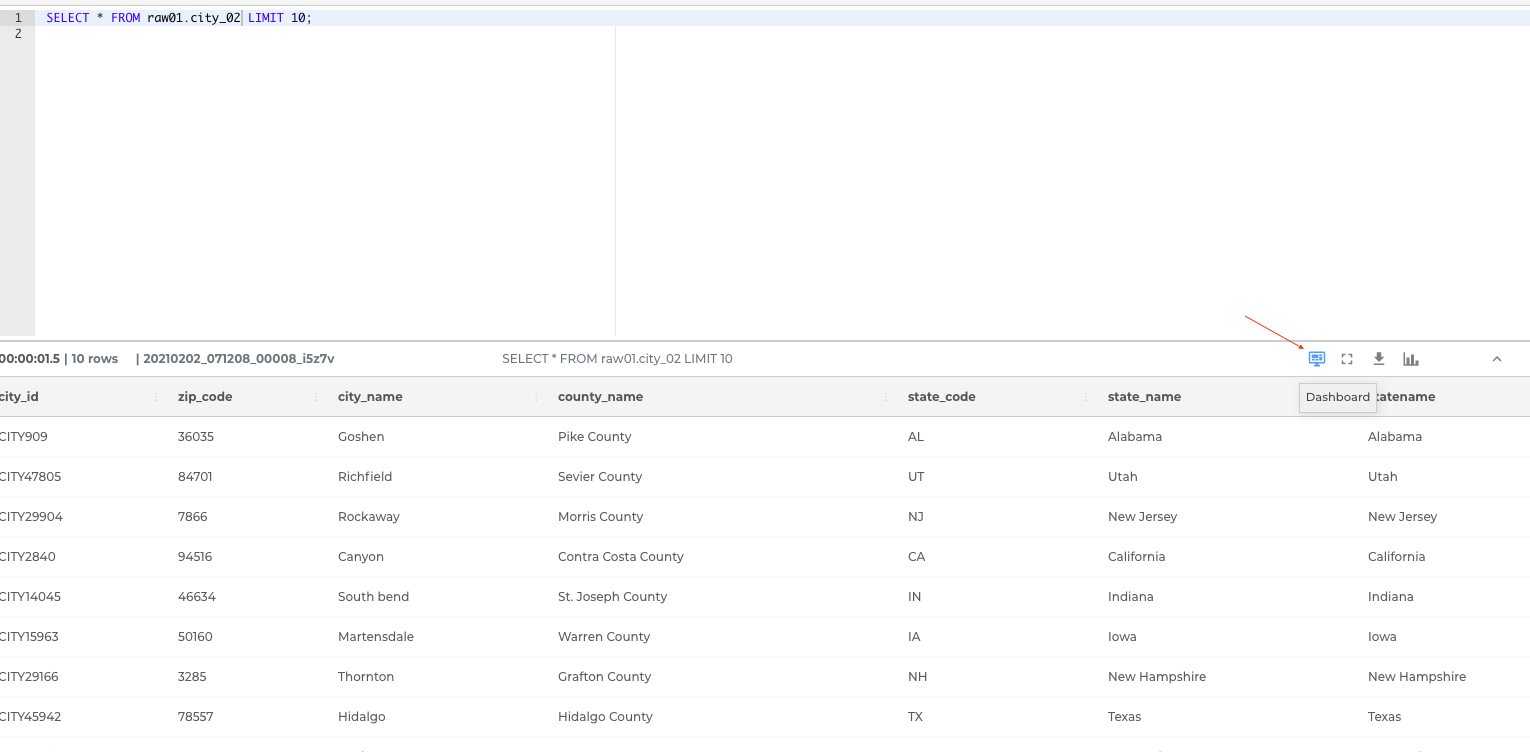 1 SELECT * FROM raw01.city_02 LIMIT 10;
2
00:00:01.5 | 10 rows | 20210202_071208_00008_i5z7v SELECT * FROM raw01.city_02 LIMIT 10
city_id zip_code city_name county_name state_code state_name Dashboard tatename
CITY909 36035 Goshen Pike County AL Alabama Alabama
CITY47805 84701 Richfield Sevier County UT Utah Utah
CITY29904 7866 Rockaway Morris County NJ New Jersey New Jersey
CITY2840 94516 Canyon Contra Costa County CA California California
CITY14045 46634 South bend St. Joseph County IN Indiana Indiana
CITY15963 50160 Martensdale Warren County IA Iowa Iowa
CITY29166 3285 Thornton Grafton County NH New Hampshire New Hampshire
CITY45942 78557 Hidalgo Hidalgo County TX Texas Texas